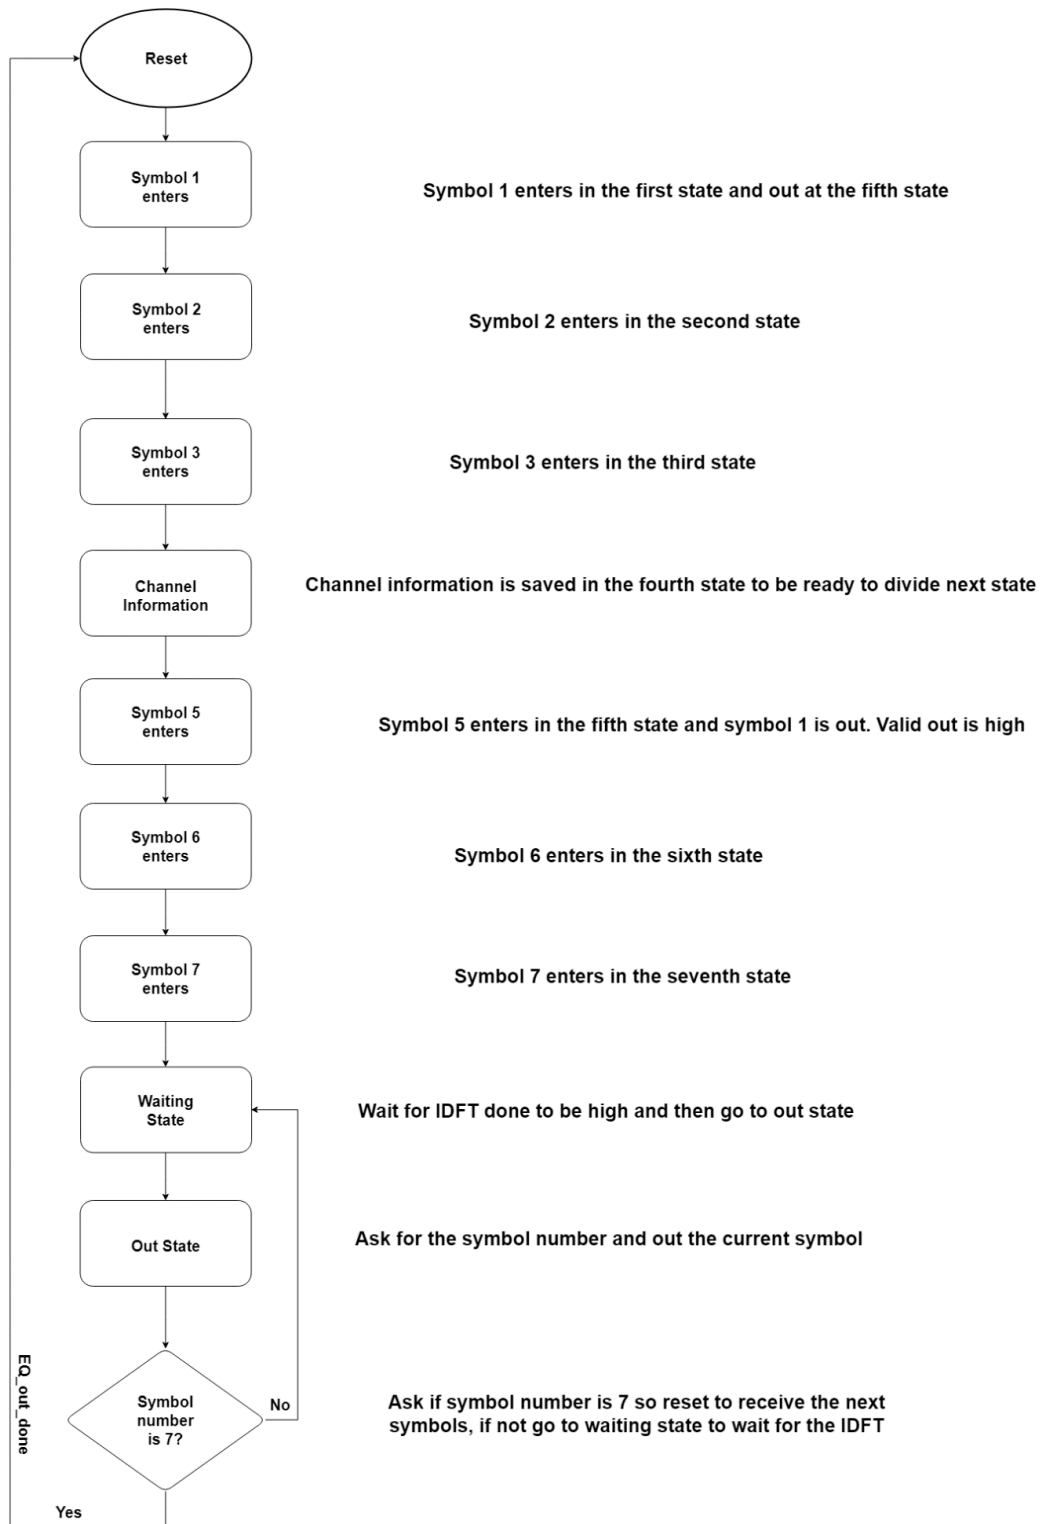 Reset
Symbol 1
enters
Symbol 1 enters in the first state and out at the fifth state
Symbol 2
enters
Symbol 2 enters in the second state
Symbol 3
enters
Symbol 3 enters in the third state
Channel
Information
Channel information is saved in the fourth state to be ready to divide next state
Symbol 5
enters
Symbol 5 enters in the fifth state and symbol 1 is out. Valid out is high
Symbol 6
enters
Symbol 6 enters in the sixth state
Symbol 7
enters
Symbol 7 enters in the seventh state
Waiting
State
Wait for IDFT done to be high and then go to out state
Out State
Ask for the symbol number and out the current symbol
EQ_out_done
Symbol
number
is 7?
No
Ask if symbol number is 7 so reset to receive the next
symbols, if not go to waiting state to wait for the IDFT
Yes